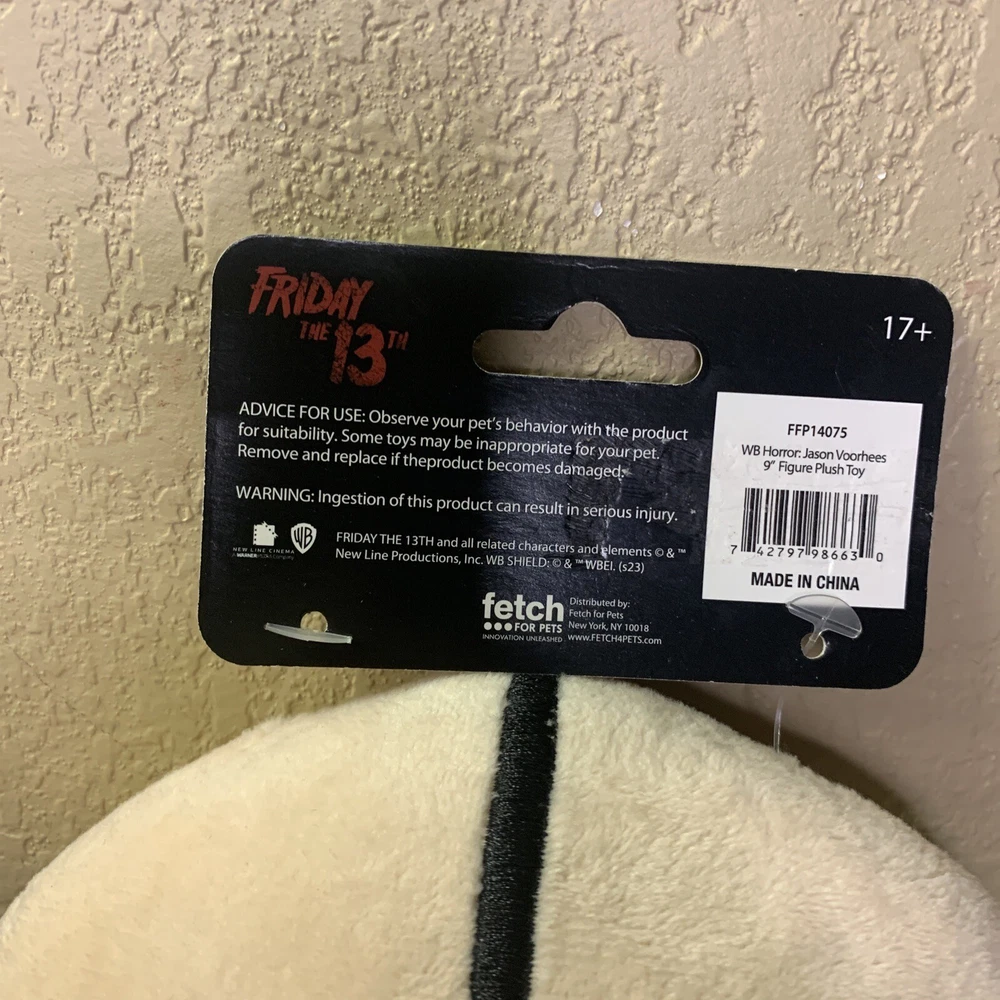 FRIDAY
THE 13TH
17+
ADVICE FOR USE: Observe your pet's behavior with the product
for suitability. Some toys may be inappropriate for your pet.
Remove and replace if theproduct becomes damaged.
WARNING: Ingestion of this product can result in serious injury.
NEW LINE CINEMA
WB
FRIDAY THE 13TH and all related characters and elements © & ™
New Line Productions, Inc. WB SHIELD: © & ™ WBEI. (s23)
fetch
FOR PETS
INNOVATION UNLEASHED
Distributed by:
Fetch for Pets
New York, NY 10018
www.FETCH4PETS.com
FFP14075
WB Horror: Jason Voorhees
9" Figure Plush Toy
7 42797 98663 0
MADE IN CHINA